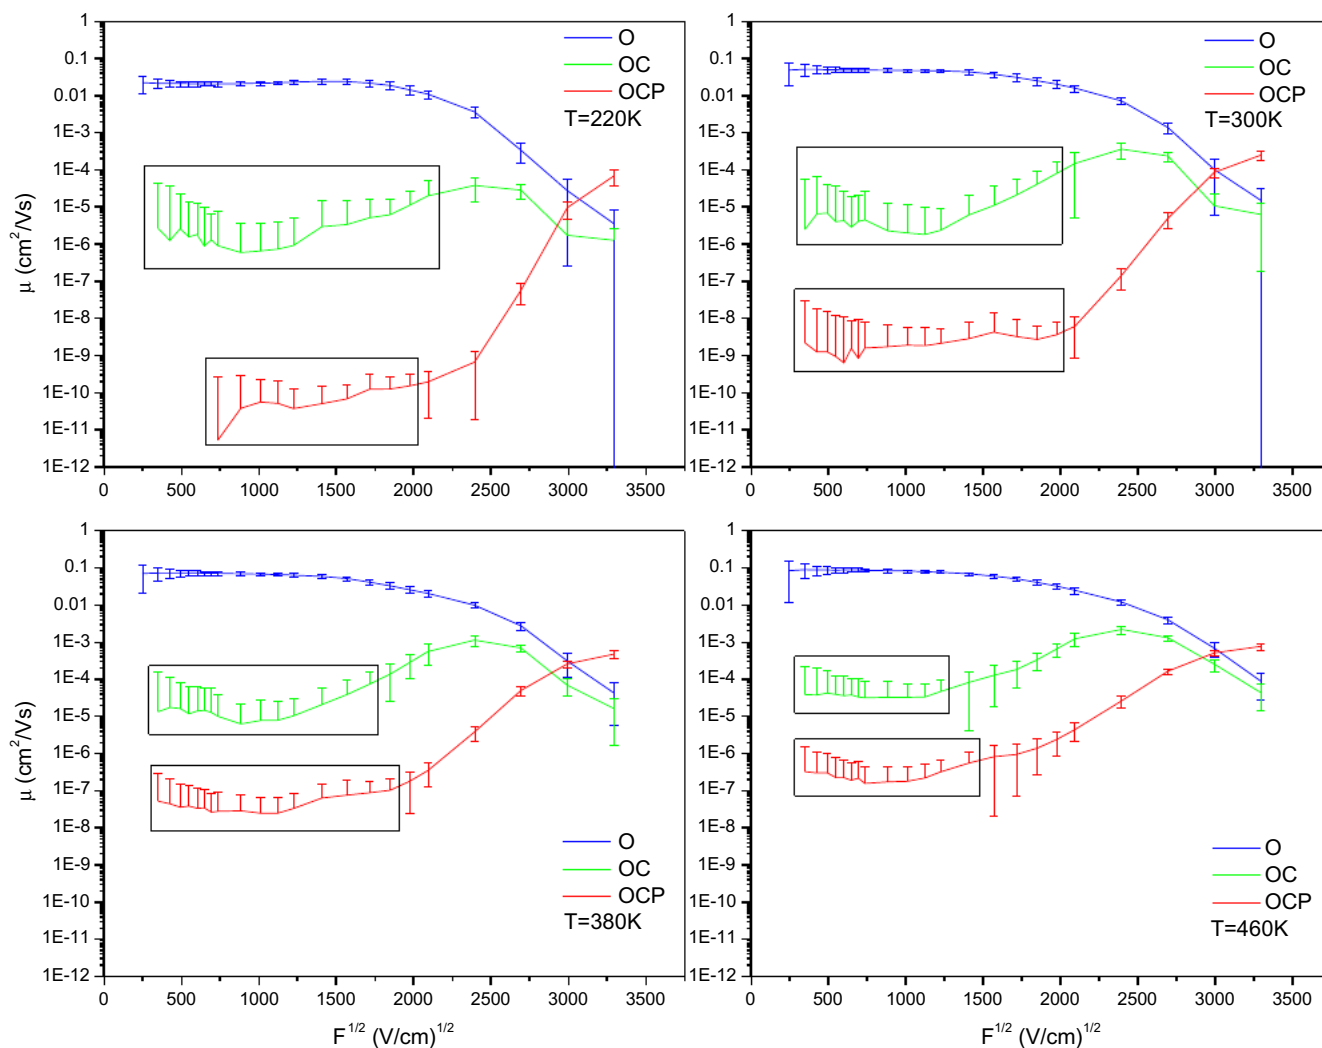 1
0.1
0.01
1E-3
1E-4
1E-5
1E-6
1E-7
1E-8
1E-9
1E-10
1E-11
1E-12
μ (cm²/Vs)
O
OC
OCP
T=220K
0 500 1000 1500 2000 2500 3000 3500
1
0.1
0.01
1E-3
1E-4
1E-5
1E-6
1E-7
1E-8
1E-9
1E-10
1E-11
1E-12
O
OC
OCP
T=300K
0 500 1000 1500 2000 2500 3000 3500
1
0.1
0.01
1E-3
1E-4
1E-5
1E-6
1E-7
1E-8
1E-9
1E-10
1E-11
1E-12
μ (cm²/Vs)
O
OC
OCP
T=380K
0 500 1000 1500 2000 2500 3000 3500
F^1/2 (V/cm)^1/2
1
0.1
0.01
1E-3
1E-4
1E-5
1E-6
1E-7
1E-8
1E-9
1E-10
1E-11
1E-12
O
OC
OCP
T=460K
0 500 1000 1500 2000 2500 3000 3500
F^1/2 (V/cm)^1/2